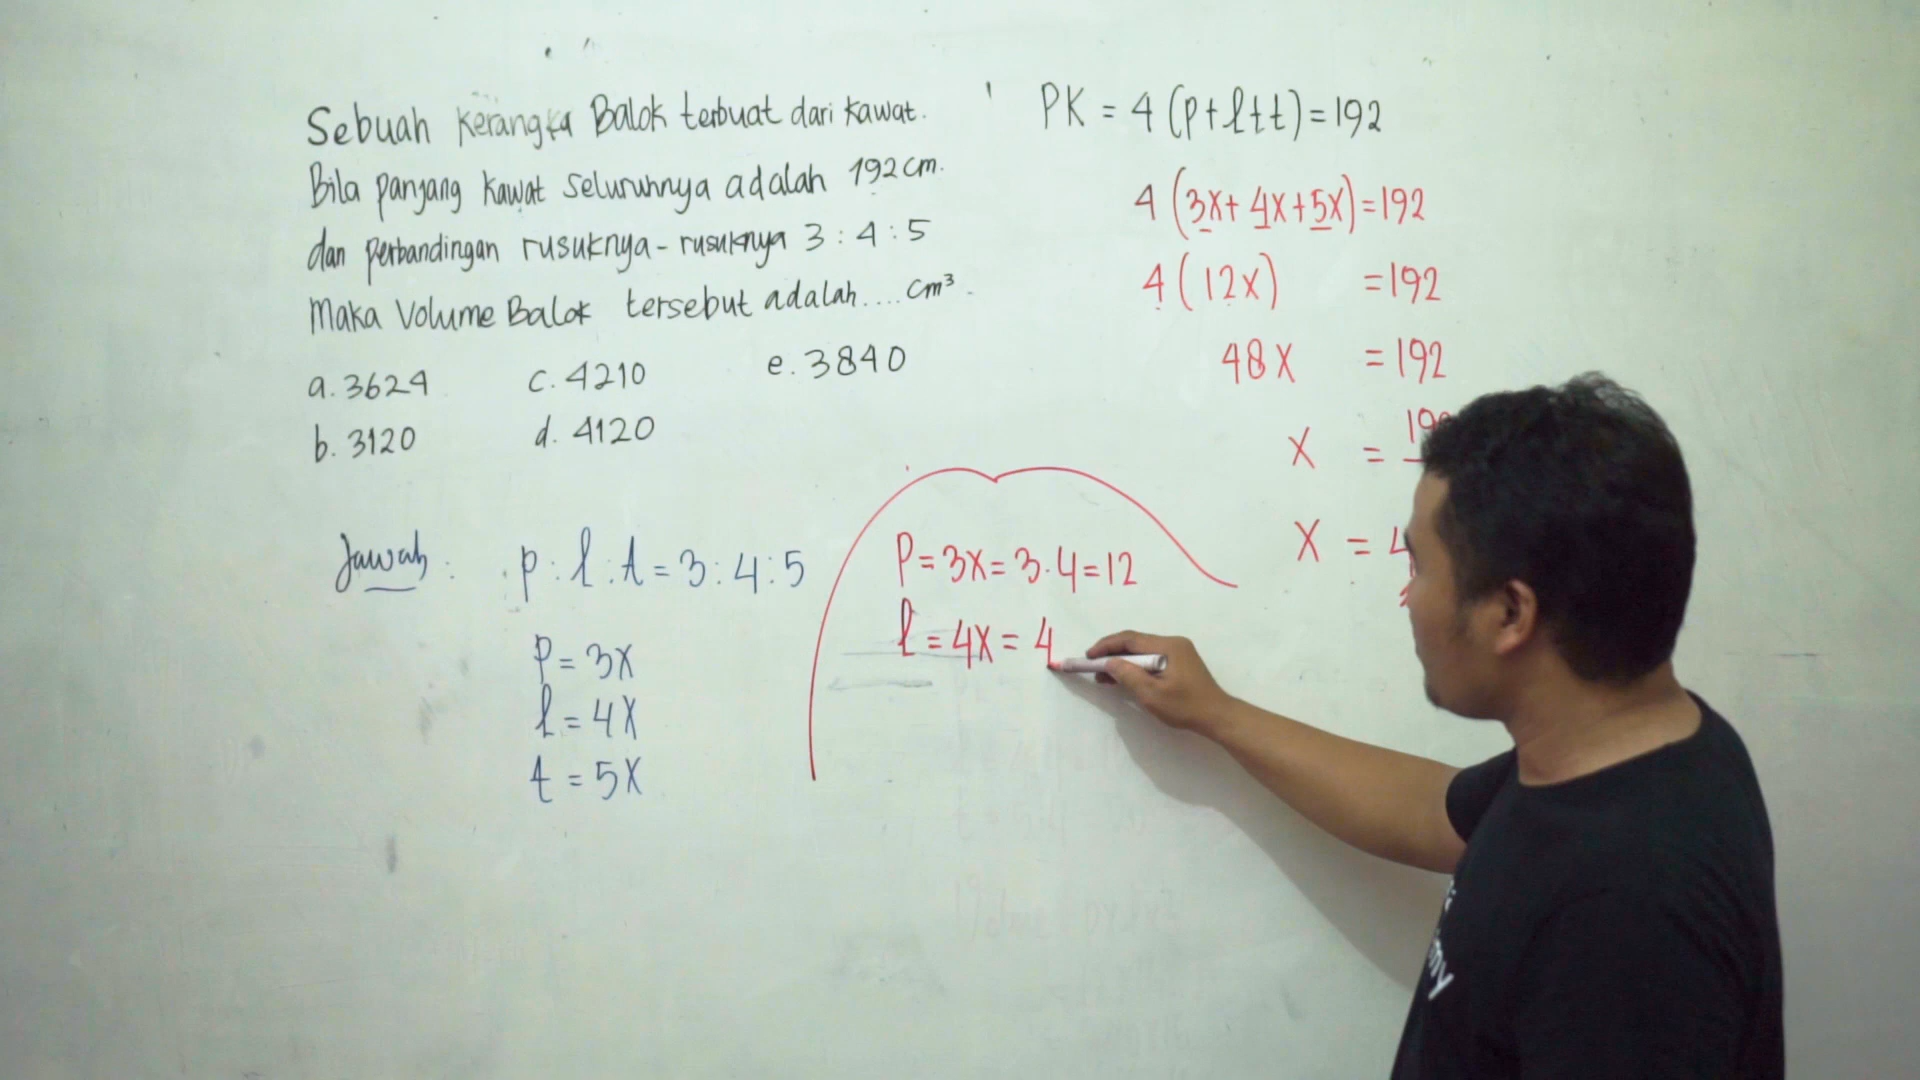 Sebuah Kerangka Balok terbuat dari kawat.
Bila panjang kawat seluruhnya adalah 192 cm.
dan perbandingan rusuknya-rusuknya 3 : 4 : 5
Maka Volume Balok tersebut adalah.... cm³.
a. 3624 c. 4210 e. 3840
b. 3120 d. 4120
Jawab : p : l : t = 3 : 4 : 5
p = 3x
l = 4x
t = 5x
P = 3x = 3 . 4 = 12
l = 4x = 4
PK = 4 (p + l + t) = 192
4 (3x + 4x + 5x) = 192
4 (12x) = 192
48x = 192
x =
x = 4